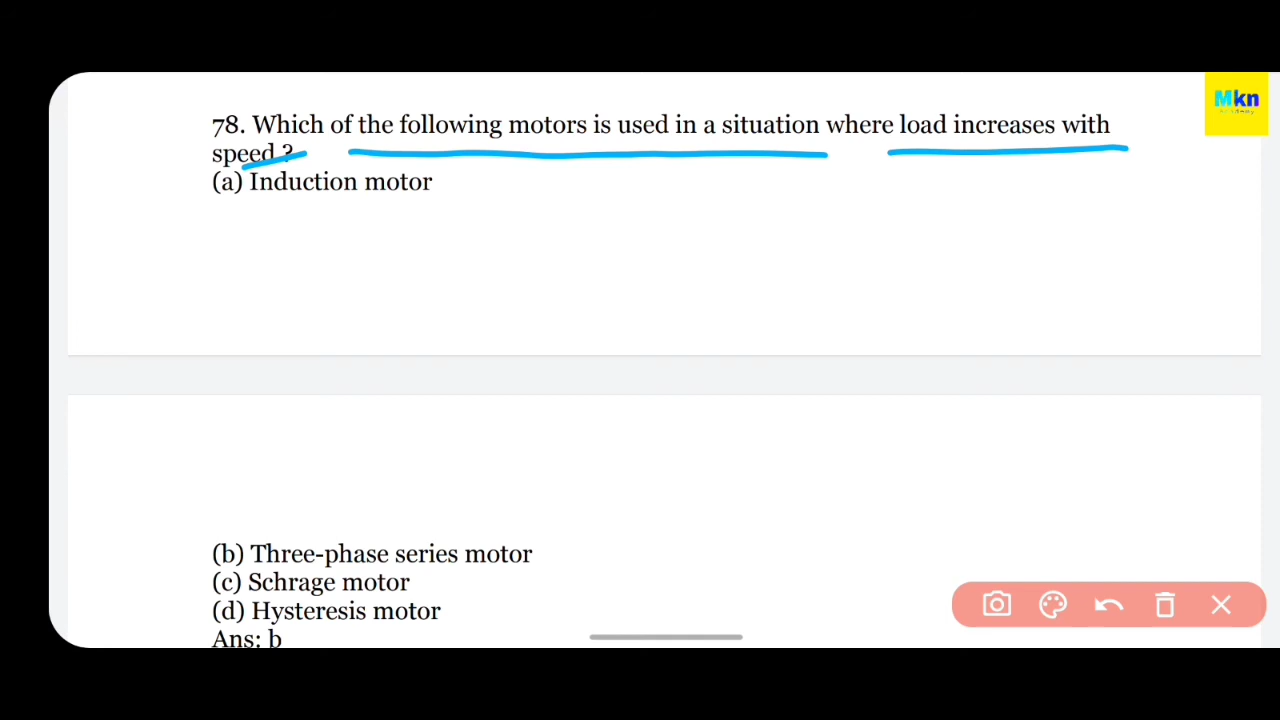 Mkn
78. Which of the following motors is used in a situation where load increases with
speed ?
(a) Induction motor
(b) Three-phase series motor
(c) Schrage motor
(d) Hysteresis motor
Ans: b